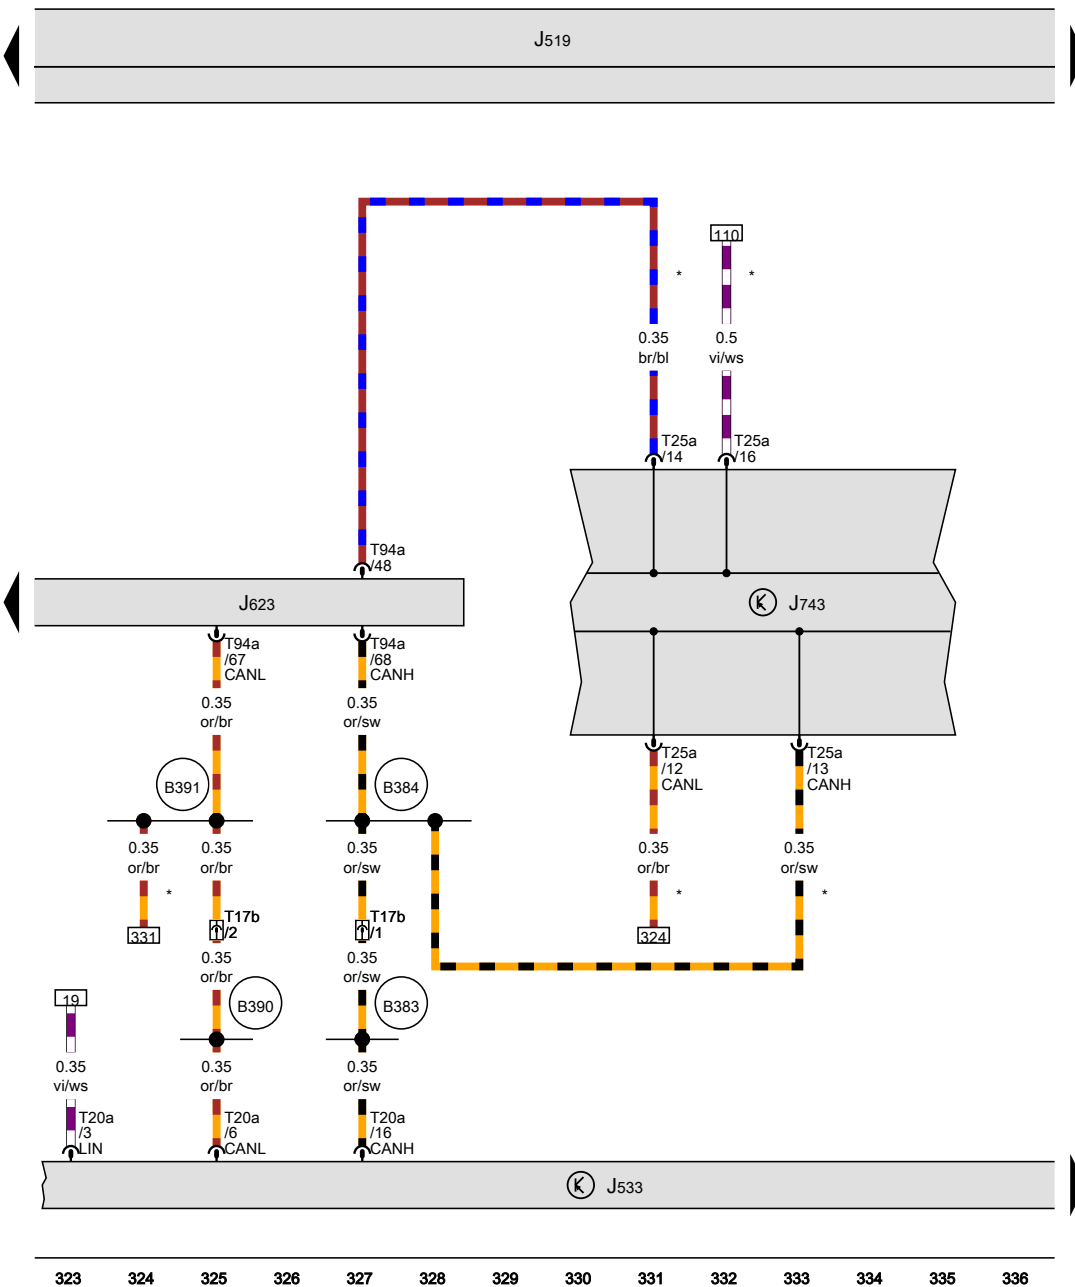 J519
110
*
*
0.35
br/bl
0.5
vi/ws
T25a
/14
T25a
/16
T94a
/48
J623
J743
T94a
/67
CANL
T94a
/68
CANH
0.35
or/br
0.35
or/sw
T25a
/12
CANL
T25a
/13
CANH
B391
B384
0.35
or/br
0.35
or/br
0.35
or/sw
0.35
or/br
0.35
or/sw
*
*
*
T17b
/2
T17b
/1
331
324
0.35
or/br
0.35
or/sw
19
B390
B383
0.35
vi/ws
0.35
or/br
0.35
or/sw
T20a
/3
LIN
T20a
/6
CANL
T20a
/16
CANH
K J533
323 324 325 326 327 328 329 330 331 332 333 334 335 336